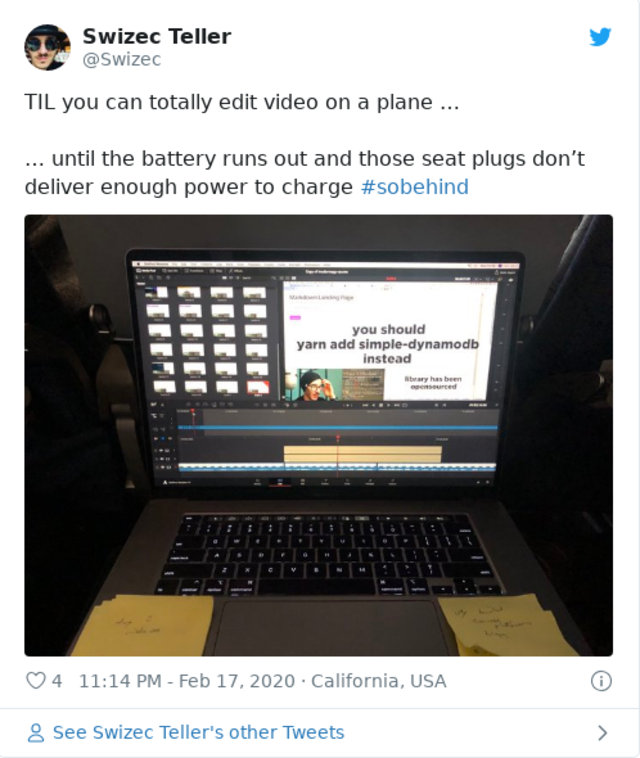 Swizec Teller
@Swizec
TIL you can totally edit video on a plane …
… until the battery runs out and those seat plugs don’t
deliver enough power to charge #sobehind
Markdown Landing Page
you should
yarn add simple-dynamodb
instead
library has been
opensourced
4 11:14 PM - Feb 17, 2020 · California, USA
See Swizec Teller's other Tweets